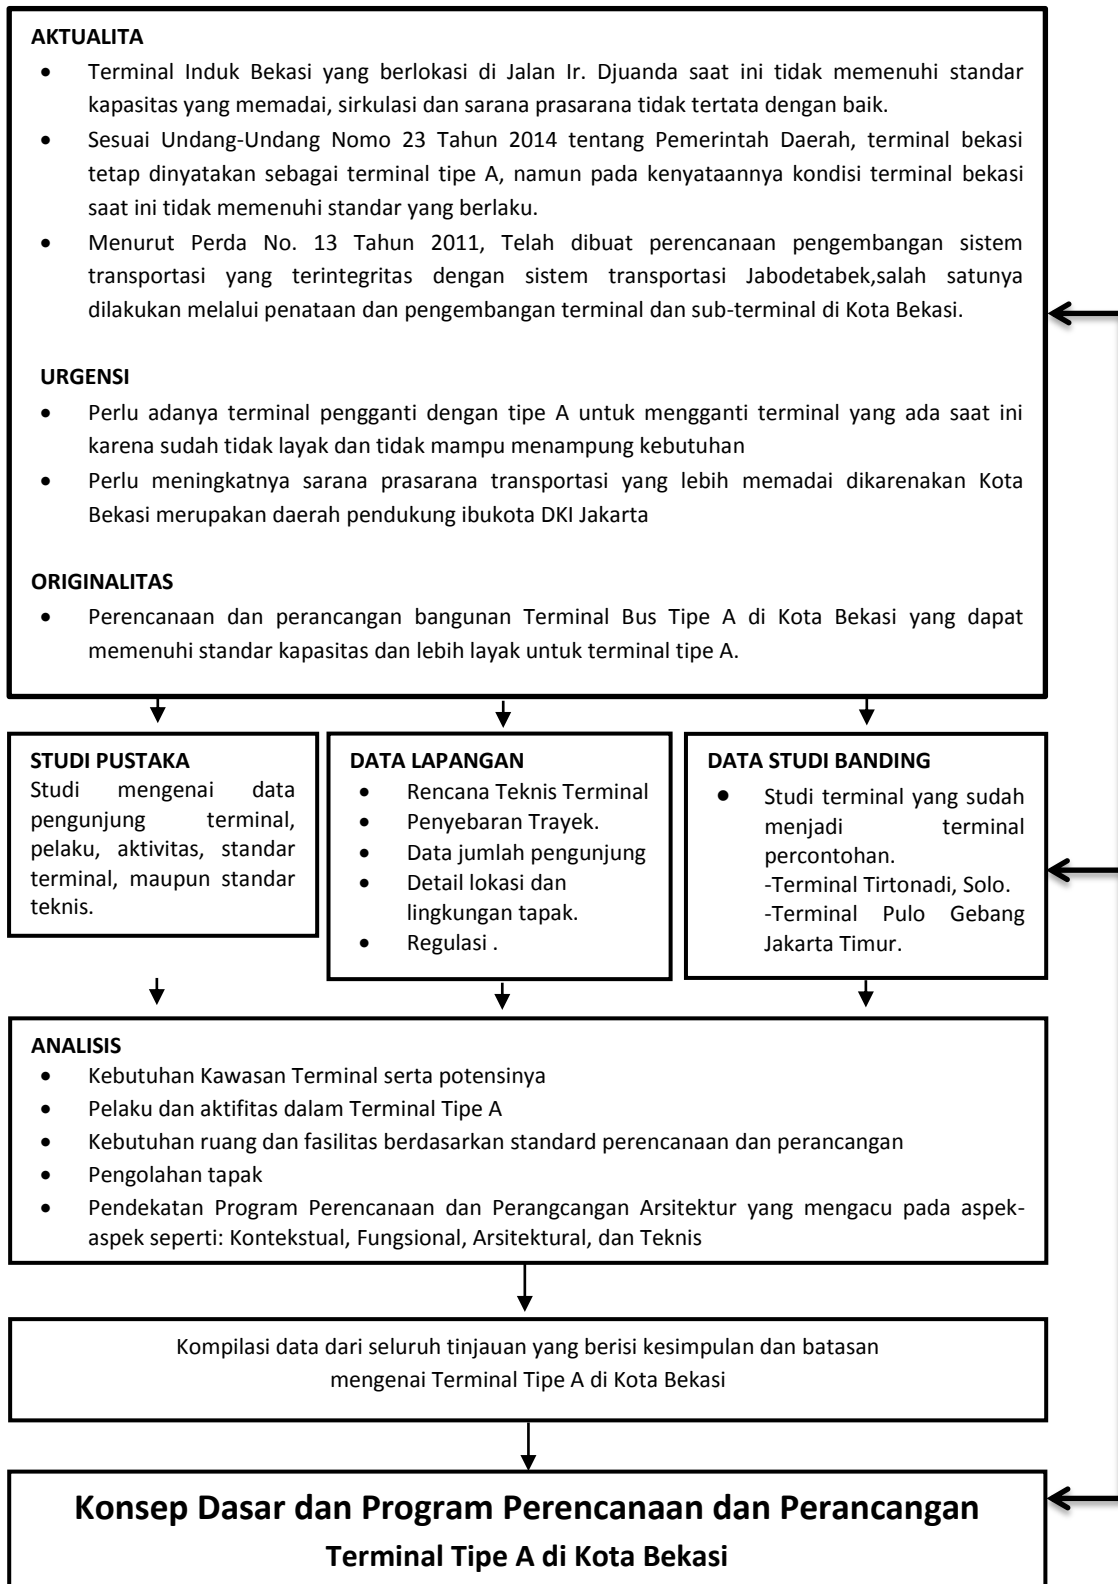 AKTUALITA
• Terminal Induk Bekasi yang berlokasi di Jalan Ir. Djuanda saat ini tidak memenuhi standar
kapasitas yang memadai, sirkulasi dan sarana prasarana tidak tertata dengan baik.
• Sesuai Undang-Undang Nomo 23 Tahun 2014 tentang Pemerintah Daerah, terminal bekasi
tetap dinyatakan sebagai terminal tipe A, namun pada kenyataannya kondisi terminal bekasi
saat ini tidak memenuhi standar yang berlaku.
• Menurut Perda No. 13 Tahun 2011, Telah dibuat perencanaan pengembangan sistem
transportasi yang terintegritas dengan sistem transportasi Jabodetabek,salah satunya
dilakukan melalui penataan dan pengembangan terminal dan sub-terminal di Kota Bekasi.
URGENSI
• Perlu adanya terminal pengganti dengan tipe A untuk mengganti terminal yang ada saat ini
karena sudah tidak layak dan tidak mampu menampung kebutuhan
• Perlu meningkatnya sarana prasarana transportasi yang lebih memadai dikarenakan Kota
Bekasi merupakan daerah pendukung ibukota DKI Jakarta
ORIGINALITAS
• Perencanaan dan perancangan bangunan Terminal Bus Tipe A di Kota Bekasi yang dapat
memenuhi standar kapasitas dan lebih layak untuk terminal tipe A.
STUDI PUSTAKA
Studi mengenai data
pengunjung terminal,
pelaku, aktivitas, standar
terminal, maupun standar
teknis.
DATA LAPANGAN
• Rencana Teknis Terminal
• Penyebaran Trayek.
• Data jumlah pengunjung
• Detail lokasi dan
lingkungan tapak.
• Regulasi .
DATA STUDI BANDING
• Studi terminal yang sudah
menjadi terminal
percontohan.
-Terminal Tirtonadi, Solo.
-Terminal Pulo Gebang
Jakarta Timur.
ANALISIS
• Kebutuhan Kawasan Terminal serta potensinya
• Pelaku dan aktifitas dalam Terminal Tipe A
• Kebutuhan ruang dan fasilitas berdasarkan standard perencanaan dan perancangan
• Pengolahan tapak
• Pendekatan Program Perencanaan dan Perangcangan Arsitektur yang mengacu pada aspek-
aspek seperti: Kontekstual, Fungsional, Arsitektural, dan Teknis
Kompilasi data dari seluruh tinjauan yang berisi kesimpulan dan batasan
mengenai Terminal Tipe A di Kota Bekasi
Konsep Dasar dan Program Perencanaan dan Perancangan
Terminal Tipe A di Kota Bekasi